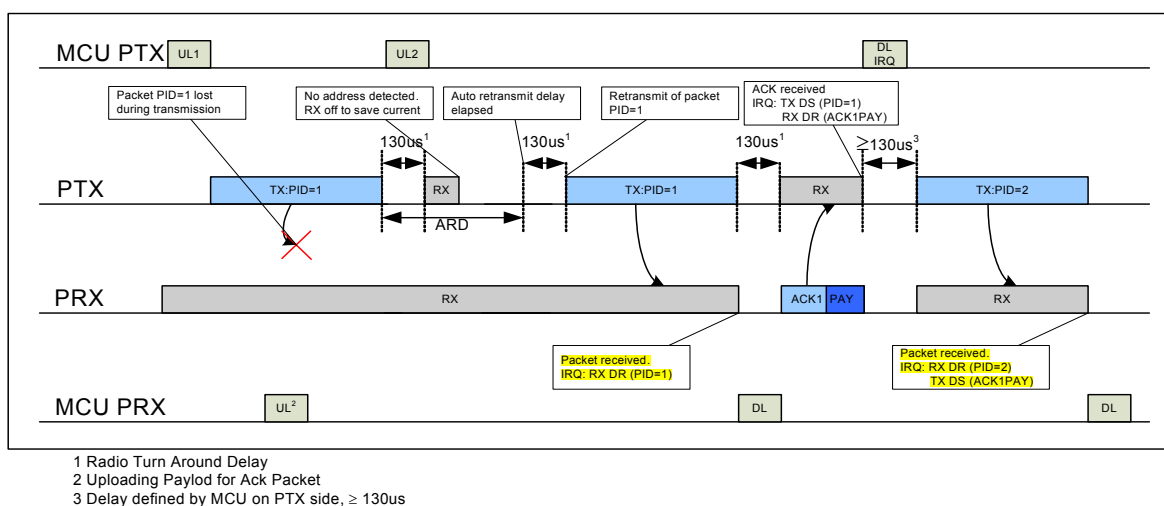 MCU PTX
UL1
UL2
DL
IRQ
Packet PID=1 lost
during transmission
No address detected.
RX off to save current
Auto retransmit delay
elapsed
Retransmit of packet
PID=1
ACK received
IRQ: TX DS (PID=1)
RX DR (ACK1PAY)
130us1
130us1
130us1
≥130us3
PTX
TX:PID=1
RX
TX:PID=1
RX
TX:PID=2
ARD
PRX
RX
ACK1
PAY
RX
Packet received.
IRQ: RX DR (PID=1)
Packet received.
IRQ: RX DR (PID=2)
TX DS (ACK1PAY)
MCU PRX
UL2
DL
DL
1 Radio Turn Around Delay
2 Uploading Paylod for Ack Packet
3 Delay defined by MCU on PTX side, ≥ 130us